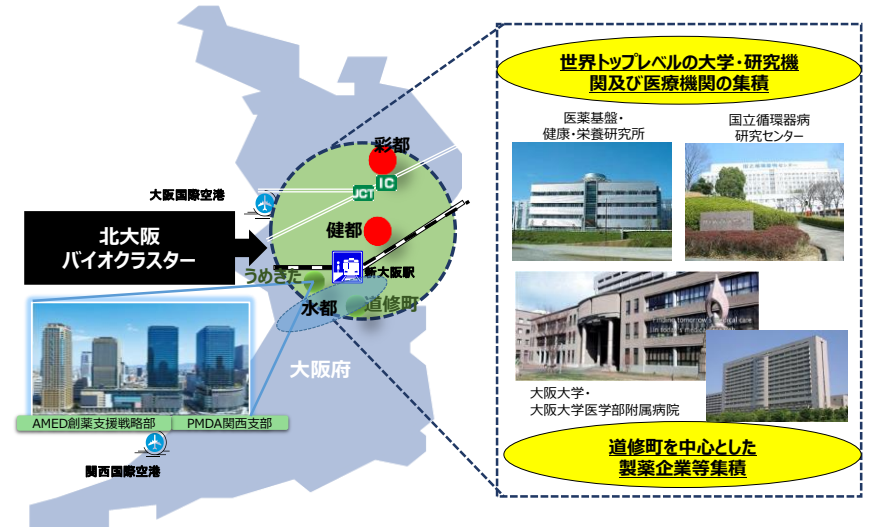 世界トップレベルの大学・研究機
関及び医療機関の集積
医薬基盤・
健康・栄養研究所
国立循環器病
研究センター
彩都
IC
JCT
大阪国際空港
北大阪
バイオクラスター
健都
新大阪駅
うめきた
水都
道修町
大阪府
AMED創薬支援戦略部
PMDA関西支部
関西国際空港
Finding tomorrow's medical care
大阪大学・
大阪大学医学部附属病院
道修町を中心とした
製薬企業等集積